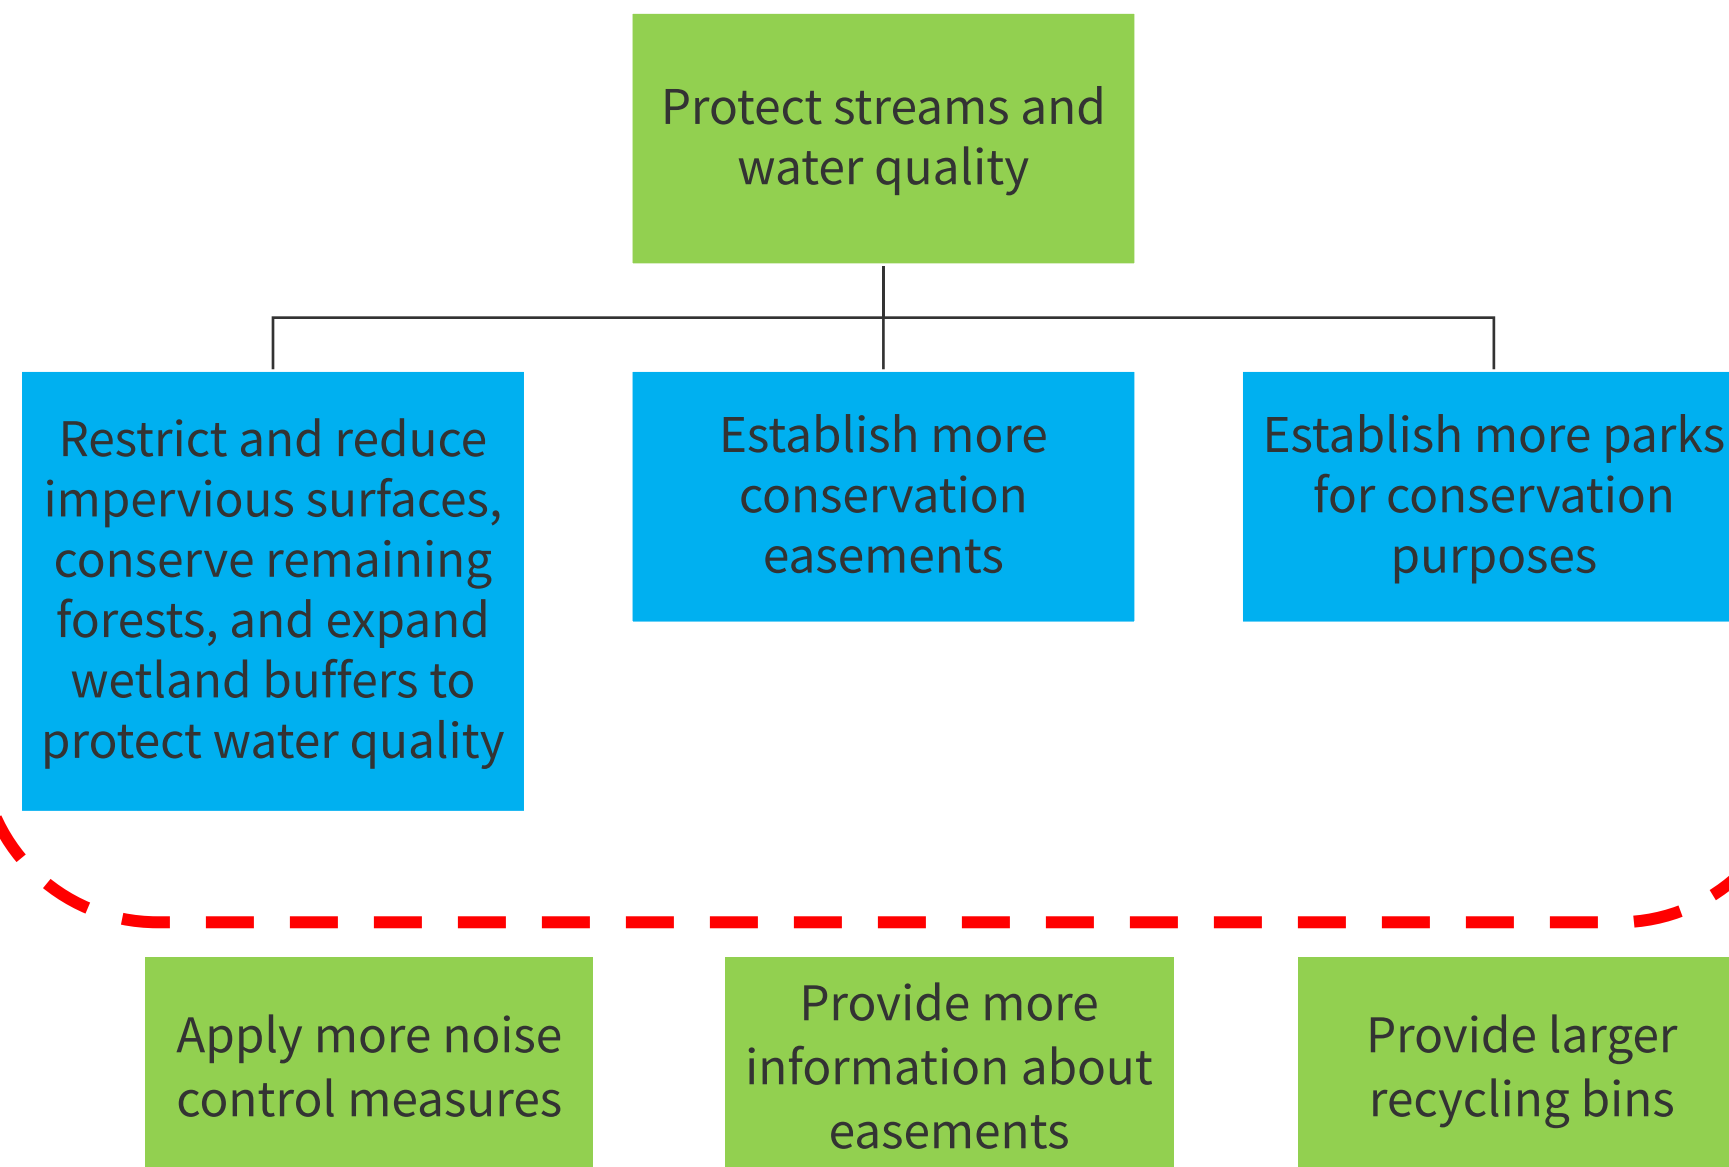 Protect streams and
water quality
Restrict and reduce
impervious surfaces,
conserve remaining
forests, and expand
wetland buffers to
protect water quality
Establish more
conservation
easements
Establish more parks
for conservation
purposes
Apply more noise
control measures
Provide more
information about
easements
Provide larger
recycling bins